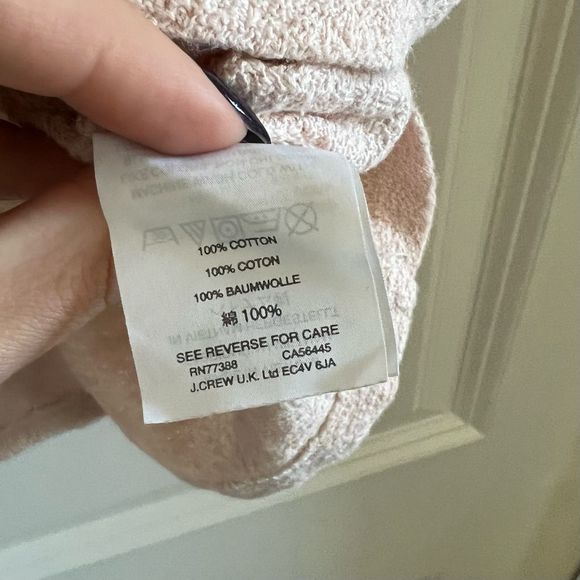 100% COTTON
100% COTON
100% BAUMWOLLE
綿 100%
SEE REVERSE FOR CARE
RN77388 CA56445
J.CREW U.K. Ltd EC4V 6JA